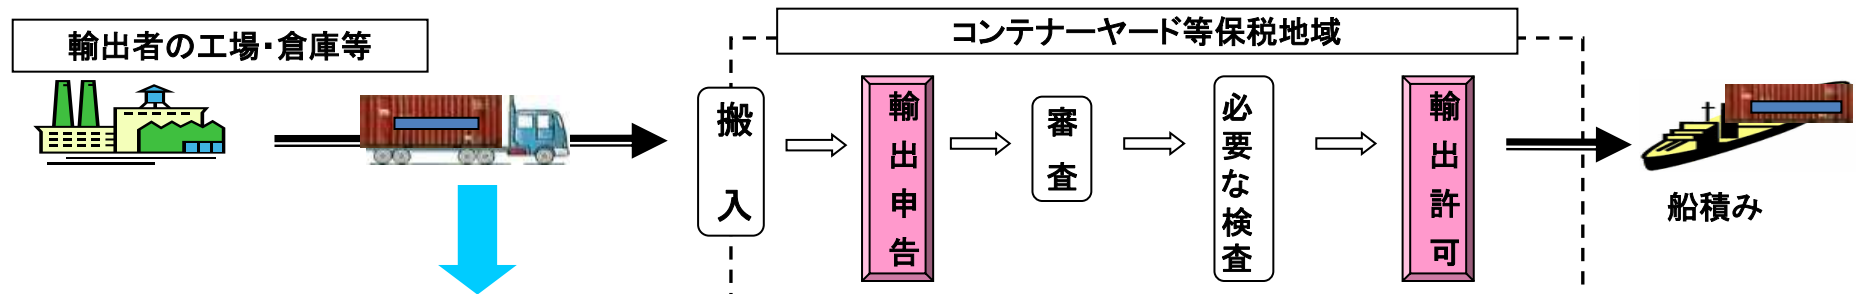 輸出者の工場・倉庫等
コンテナーヤード等保税地域
搬入
輸出申告
審査
必要な検査
輸出許可
船積み